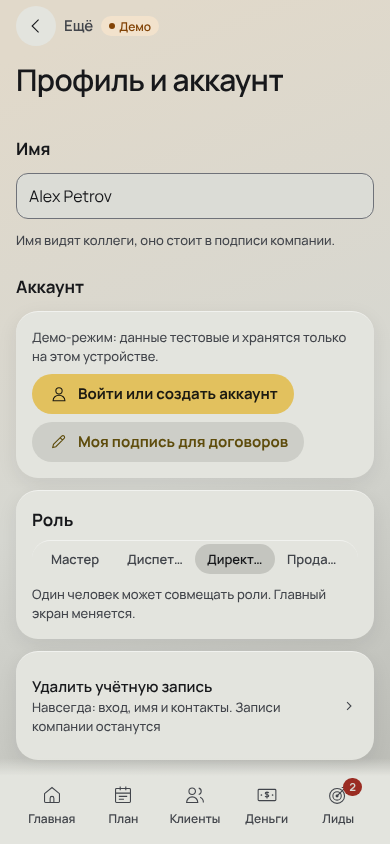 Ещё
Демо
Профиль и аккаунт
Имя
Alex Petrov
Имя видят коллеги, оно стоит в подписи компании.
Аккаунт
Демо-режим: данные тестовые и хранятся только
на этом устройстве.
Войти или создать аккаунт
Моя подпись для договоров
Роль
Мастер
Диспет…
Директ…
Прода…
Один человек может совмещать роли. Главный
экран меняется.
Удалить учётную запись
Навсегда: вход, имя и контакты. Записи
компании останутся
2
Главная
План
Клиенты
Деньги
Лиды